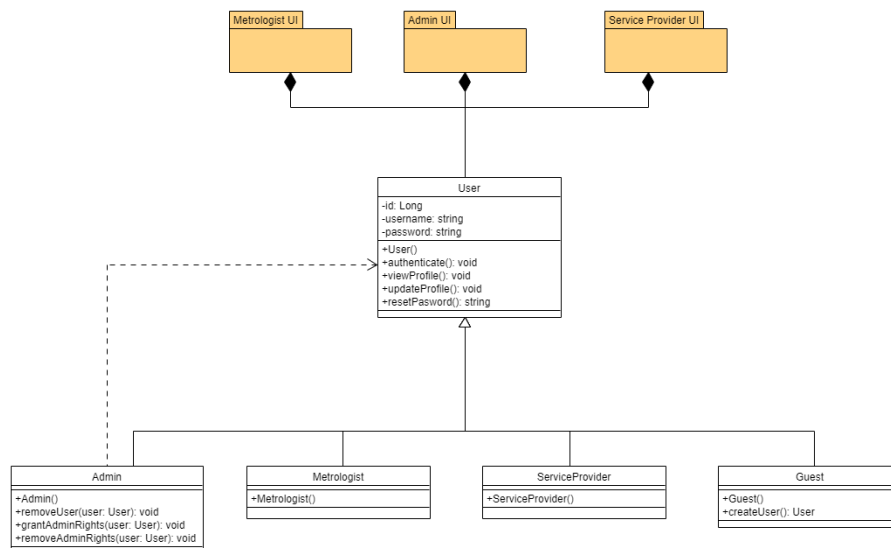 Metrologist UI
Admin UI
Service Provider UI
User
-id: Long
-username: string
-password: string
+User()
+authenticate(): void
+viewProfile(): void
+updateProfile(): void
+resetPasword(): string
Admin
+Admin()
+removeUser(user: User): void
+grantAdminRights(user: User): void
+removeAdminRights(user: User): void
Metrologist
+Metrologist()
ServiceProvider
+ServiceProvider()
Guest
+Guest()
+createUser(): User